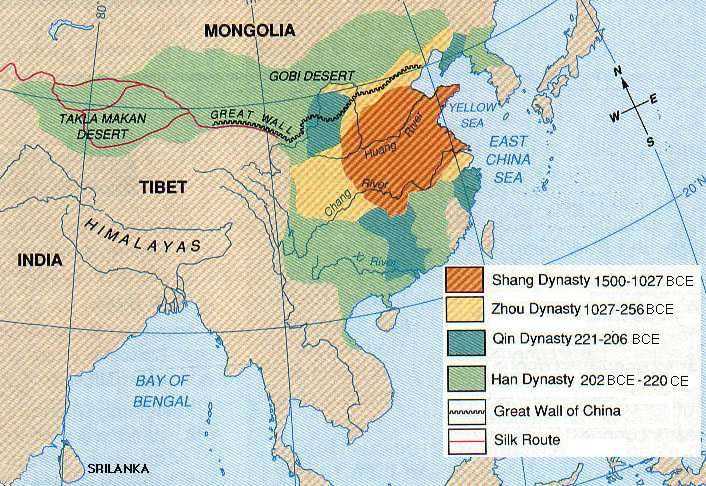 80
MONGOLIA
GOBI DESERT
TAKLA MAKAN
DESERT
GREAT WALL
Huang River
YELLOW
SEA
EAST
CHINA
SEA
N
W E
S
20 N
TIBET
Chang River
HIMALAYAS
INDIA
Xi River
BAY OF
BENGAL
SRILANKA
Shang Dynasty 1500-1027 BCE
Zhou Dynasty 1027-256 BCE
Qin Dynasty 221-206 BCE
Han Dynasty 202 BCE - 220 CE
Great Wall of China
Silk Route